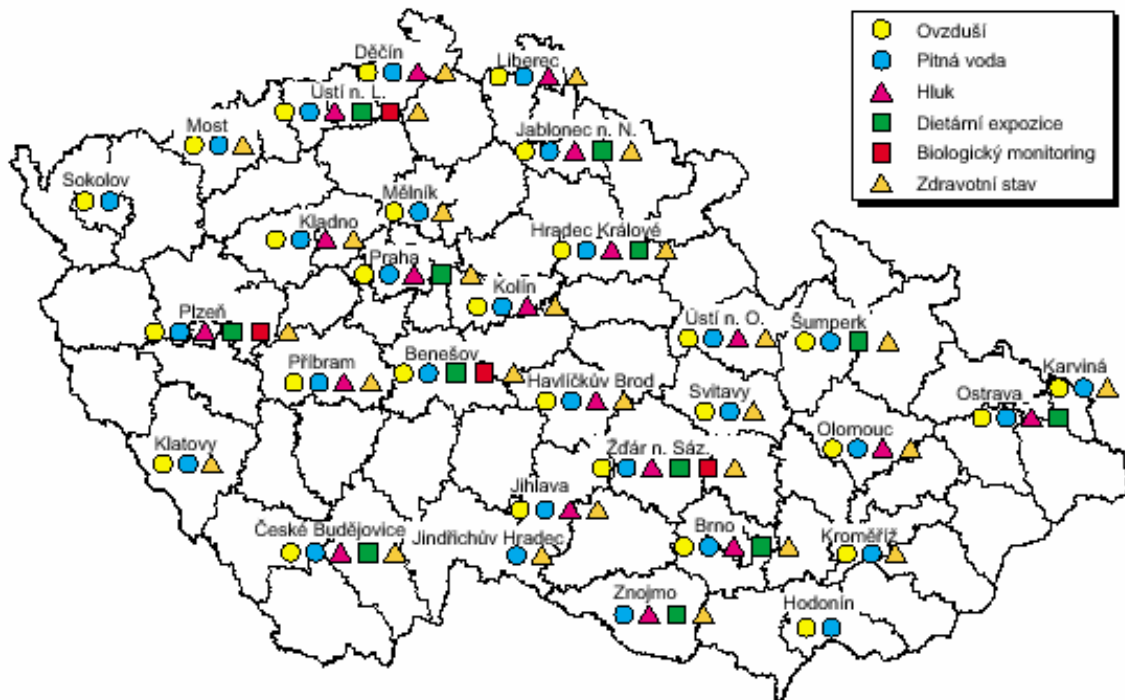 Ovzduší
Pitná voda
Hluk
Dietární expozice
Biologický monitoring
Zdravotní stav
Děčín
Liberec
Ústí n. L.
Most
Jablonec n. N.
Sokolov
Mělník
Kladno
Hradec Králové
Praha
Kolín
Plzeň
Ústí n. O.
Šumperk
Příbram
Benešov
Havlíčkův Brod
Svitavy
Karviná
Ostrava
Klatovy
Olomouc
Žďár n. Sáz.
Jihlava
České Budějovice
Jindřichův Hradec
Brno
Kroměříž
Znojmo
Hodonín